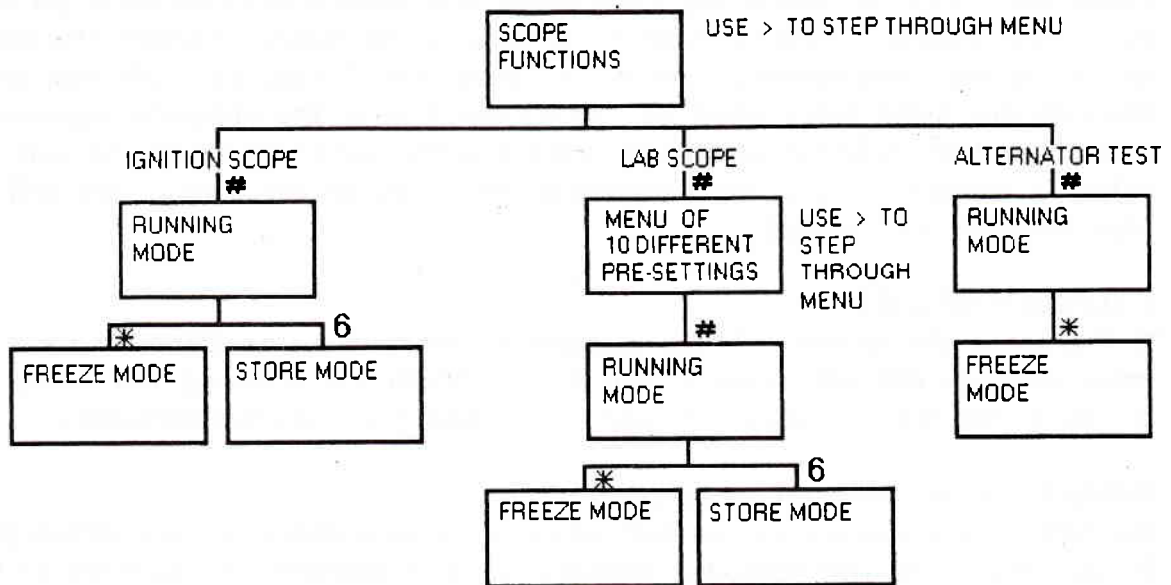 SCOPE
FUNCTIONS
USE > TO STEP THROUGH MENU
IGNITION SCOPE
#
RUNNING
MODE
*
FREEZE MODE
6
STORE MODE
LAB SCOPE
#
MENU OF
10 DIFFERENT
PRE-SETTINGS
USE > TO
STEP
THROUGH
MENU
#
RUNNING
MODE
*
FREEZE MODE
6
STORE MODE
ALTERNATOR TEST
#
RUNNING
MODE
*
FREEZE
MODE